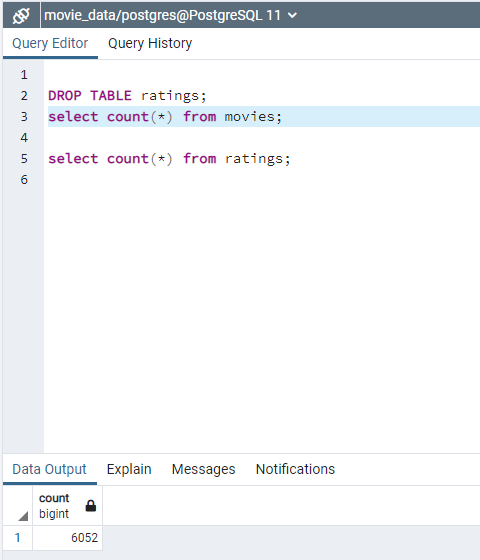 movie_data/postgres@PostgreSQL 11
Query Editor Query History
1
2 DROP TABLE ratings;
3 select count(*) from movies;
4
5 select count(*) from ratings;
6
Data Output Explain Messages Notifications
count
bigint
1 6052